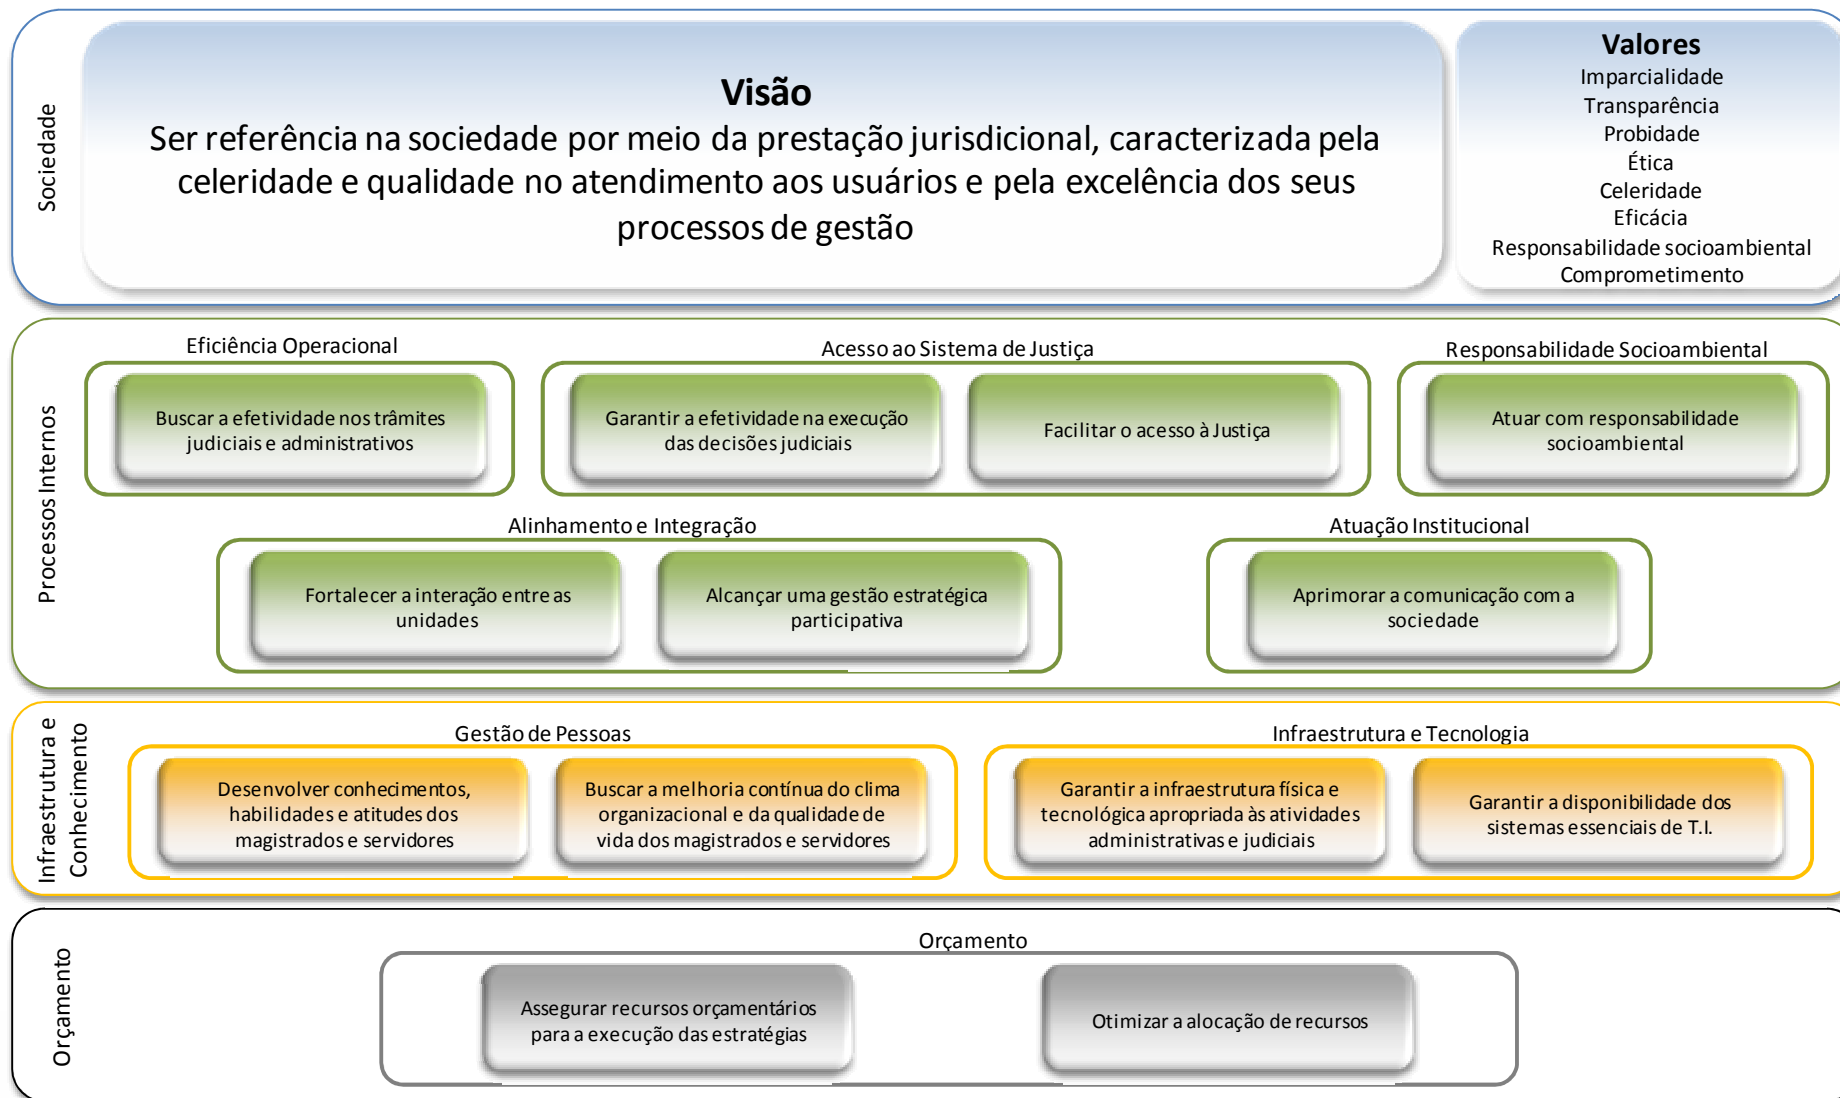 Sociedade
Visão
Ser referência na sociedade por meio da prestação jurisdicional, caracterizada pela
celeridade e qualidade no atendimento aos usuários e pela excelência dos seus
processos de gestão
Valores
Imparcialidade
Transparência
Probidade
Ética
Celeridade
Eficácia
Responsabilidade socioambiental
Comprometimento
Processos Internos
Eficiência Operacional
Buscar a efetividade nos trâmites
judiciais e administrativos
Acesso ao Sistema de Justiça
Garantir a efetividade na execução
das decisões judiciais
Facilitar o acesso à Justiça
Responsabilidade Socioambiental
Atuar com responsabilidade
socioambiental
Alinhamento e Integração
Fortalecer a interação entre as
unidades
Alcançar uma gestão estratégica
participativa
Atuação Institucional
Aprimorar a comunicação com a
sociedade
Infraestrutura e
Conhecimento
Gestão de Pessoas
Desenvolver conhecimentos,
habilidades e atitudes dos
magistrados e servidores
Buscar a melhoria contínua do clima
organizacional e da qualidade de
vida dos magistrados e servidores
Infraestrutura e Tecnologia
Garantir a infraestrutura física e
tecnológica apropriada às atividades
administrativas e judiciais
Garantir a disponibilidade dos
sistemas essenciais de T.I.
Orçamento
Orçamento
Assegurar recursos orçamentários
para a execução das estratégias
Otimizar a alocação de recursos